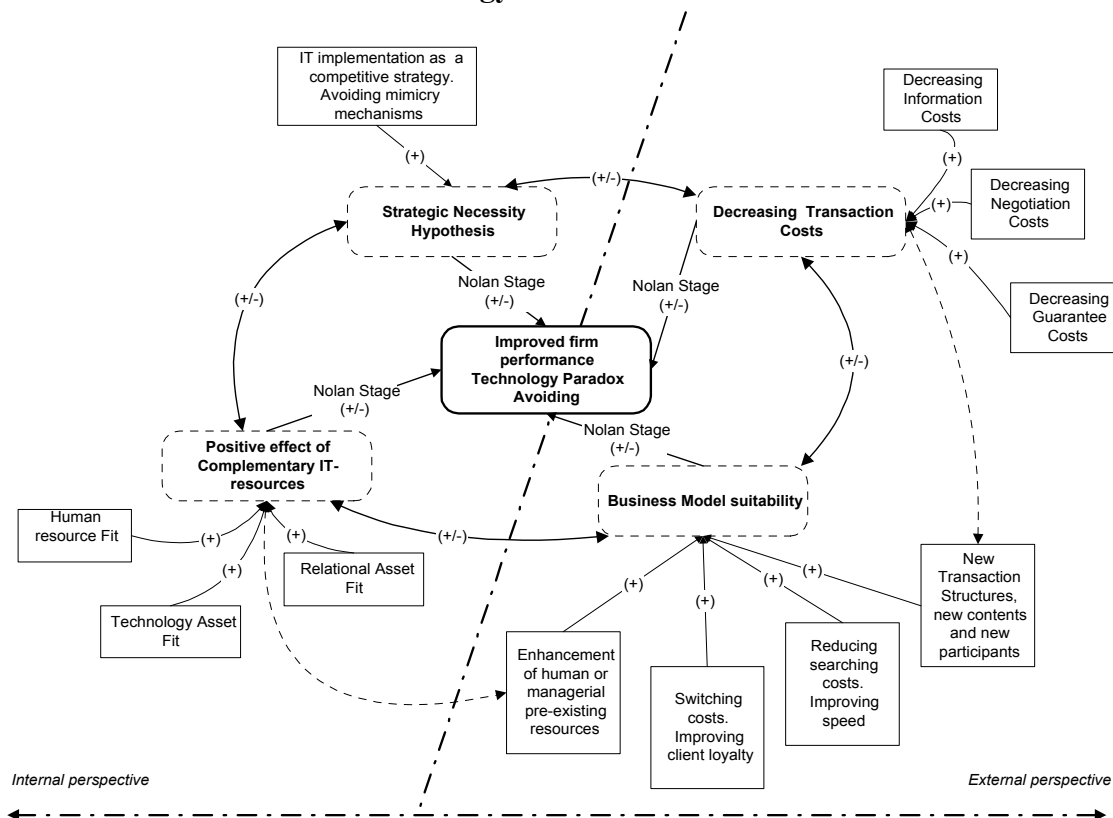 gy
IT implementation as a
competitive strategy.
Avoiding mimicry
mechanisms
(+)
Decreasing
Information
Costs
(+)
Decreasing
Negotiation
Costs
(+)
(+)
Decreasing
Guarantee
Costs
(+/-)
Strategic Necessity
Hypothesis
Decreasing Transaction
Costs
(+/-)
Nolan Stage
(+/-)
Nolan Stage
(+/-)
(+/-)
Improved firm
performance
Technology Paradox
Avoiding
Nolan Stage
(+/-)
Nolan Stage
(+/-)
Positive effect of
Complementary IT-
resources
Business Model suitability
(+/-)
Human
resource Fit
(+)
(+)
(+)
Relational Asset
Fit
Technology Asset
Fit
(+)
(+)
(+)
(+)
Enhancement
of human or
managerial
pre-existing
resources
Switching
costs.
Improving
client loyalty
Reducing
searching
costs.
Improving
speed
New
Transaction
Structures,
new contents
and new
participants
Internal perspective
External perspective